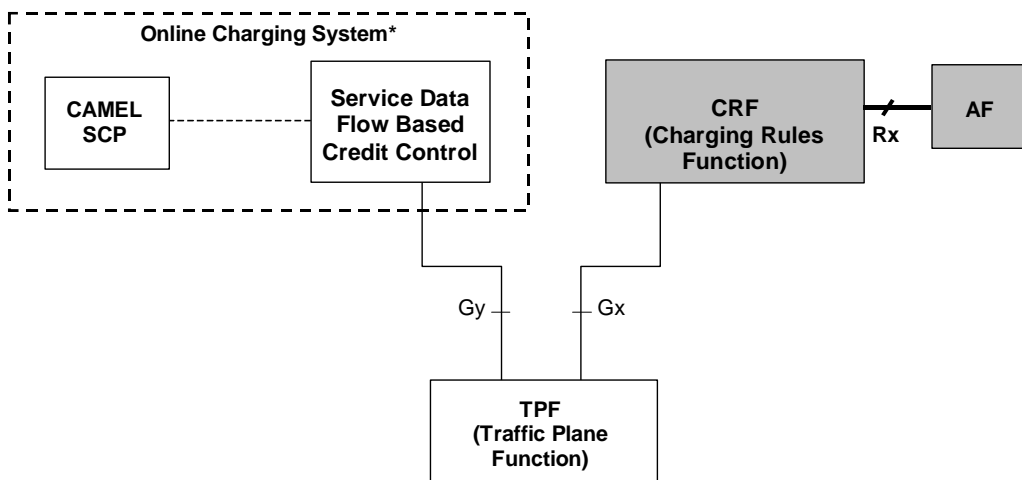 Online Charging System*
CAMEL
SCP
Service Data
Flow Based
Credit Control
CRF
(Charging Rules
Function)
Rx
AF
Gy
Gx
TPF
(Traffic Plane
Function)